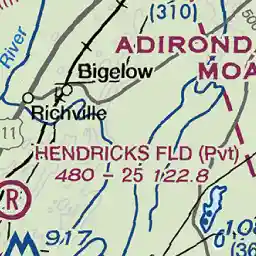 (310)
River
ADIROND
MOA
Bigelow
Richville
11
HENDRICKS FLD (Pvt)
480 – 25 122.8
R
917
1,08
(36